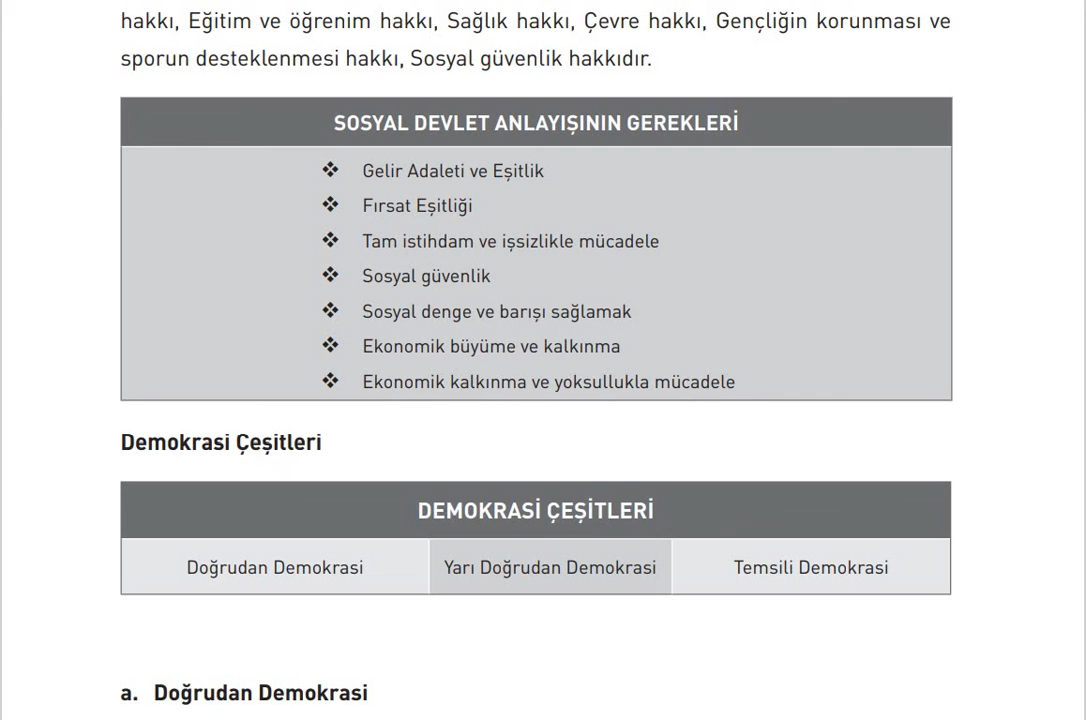 hakkı, Eğitim ve öğrenim hakkı, Sağlık hakkı, Çevre hakkı, Gençliğin korunması ve
sporun desteklenmesi hakkı, Sosyal güvenlik hakkıdır.
SOSYAL DEVLET ANLAYIŞININ GEREKLERİ
❖ Gelir Adaleti ve Eşitlik
❖ Fırsat Eşitliği
❖ Tam istihdam ve işsizlikle mücadele
❖ Sosyal güvenlik
❖ Sosyal denge ve barışı sağlamak
❖ Ekonomik büyüme ve kalkınma
❖ Ekonomik kalkınma ve yoksullukla mücadele
Demokrasi Çeşitleri
DEMOKRASİ ÇEŞİTLERİ
Doğrudan Demokrasi Yarı Doğrudan Demokrasi Temsili Demokrasi
a. Doğrudan Demokrasi